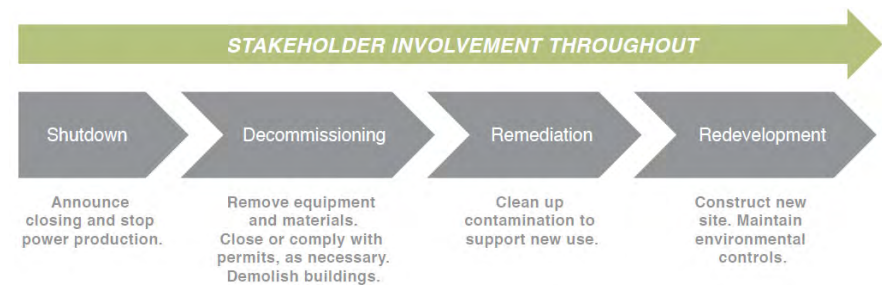 STAKEHOLDER INVOLVEMENT THROUGHOUT
Shutdown
Decommissioning
Remediation
Redevelopment
Announce
closing and stop
power production.
Remove equipment
and materials.
Close or comply with
permits, as necessary.
Demolish buildings.
Clean up
contamination to
support new use.
Construct new
site. Maintain
environmental
controls.